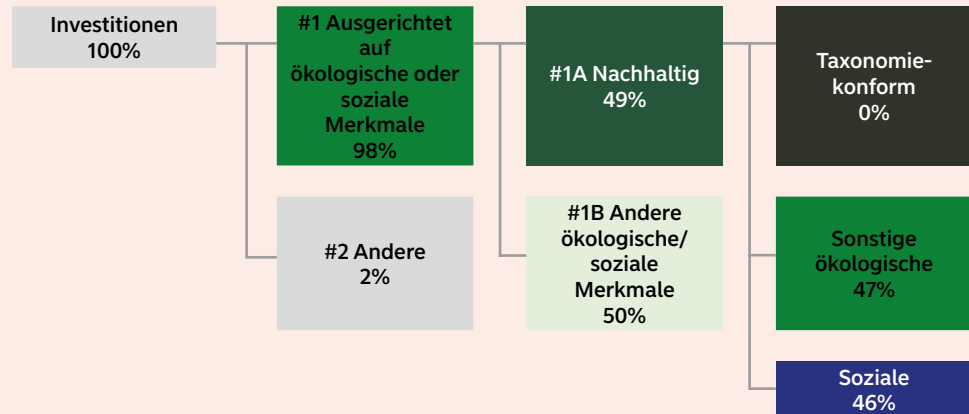 Investitionen
100%
#1 Ausgerichtet
auf
ökologische oder
soziale
Merkmale
98%
#1A Nachhaltig
49%
Taxonomie-
konform
0%
#2 Andere
2%
#1B Andere
ökologische/
soziale
Merkmale
50%
Sonstige
ökologische
47%
Soziale
46%